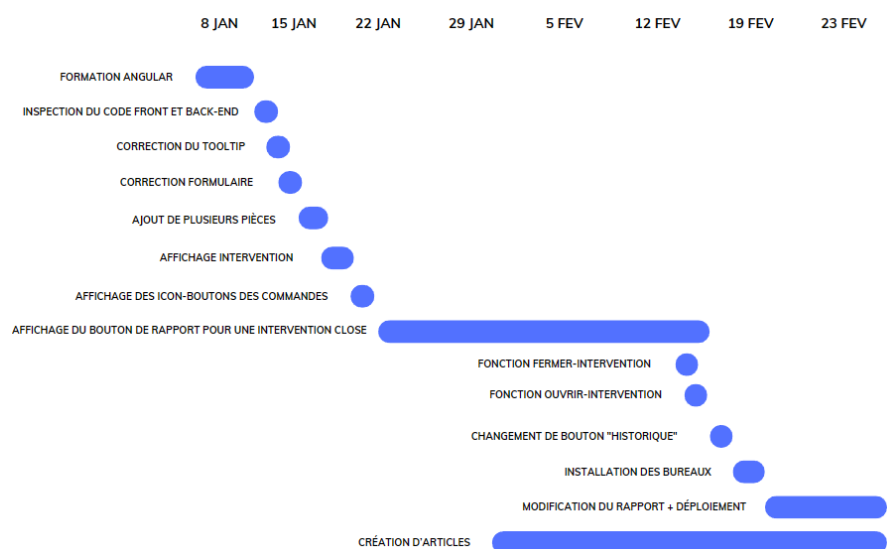 8 JAN 15 JAN 22 JAN 29 JAN 5 FEV 12 FEV 19 FEV 23 FEV
FORMATION ANGULAR
INSPECTION DU CODE FRONT ET BACK-END
CORRECTION DU TOOLTIP
CORRECTION FORMULAIRE
AJOUT DE PLUSIEURS PIÈCES
AFFICHAGE INTERVENTION
AFFICHAGE DES ICON-BOUTONS DES COMMANDES
AFFICHAGE DU BOUTON DE RAPPORT POUR UNE INTERVENTION CLOSE
FONCTION FERMER-INTERVENTION
FONCTION OUVRIR-INTERVENTION
CHANGEMENT DE BOUTON "HISTORIQUE"
INSTALLATION DES BUREAUX
MODIFICATION DU RAPPORT + DÉPLOIEMENT
CRÉATION D'ARTICLES